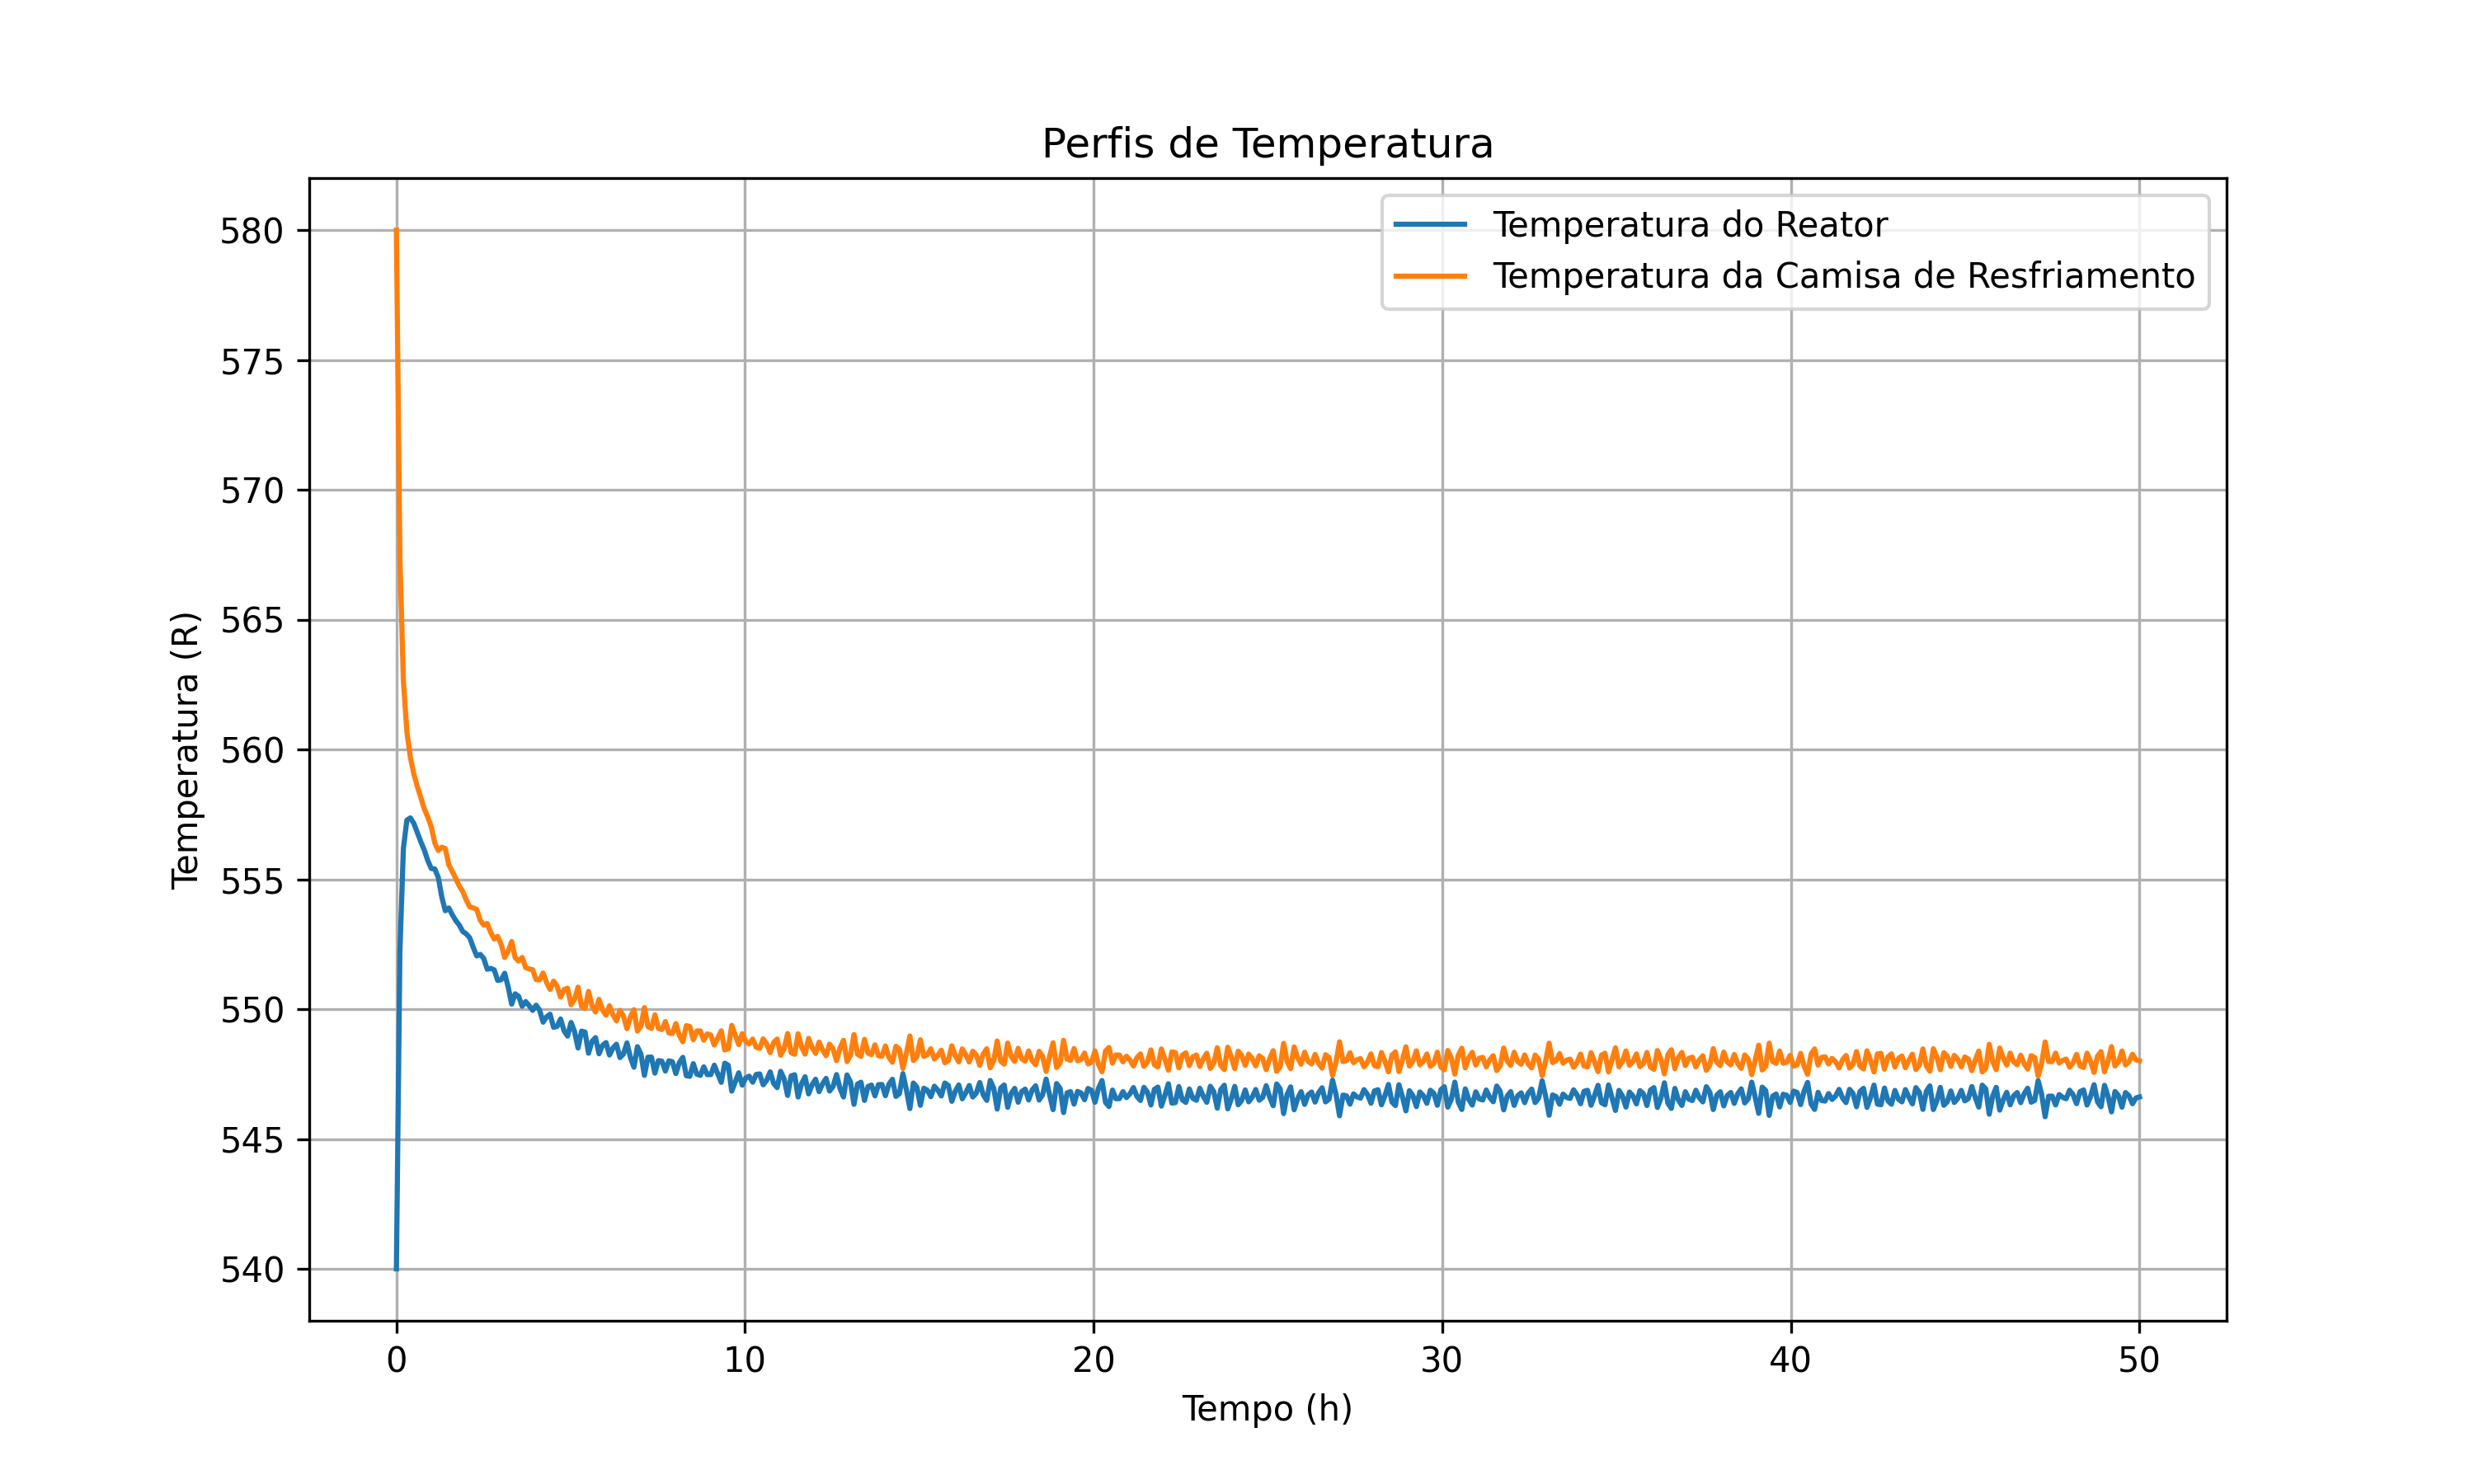 Perfis de Temperatura
Temperatura do Reator
Temperatura da Camisa de Resfriamento
Temperatura (R)
580
575
570
565
560
555
550
545
540
0 10 20 30 40 50
Tempo (h)